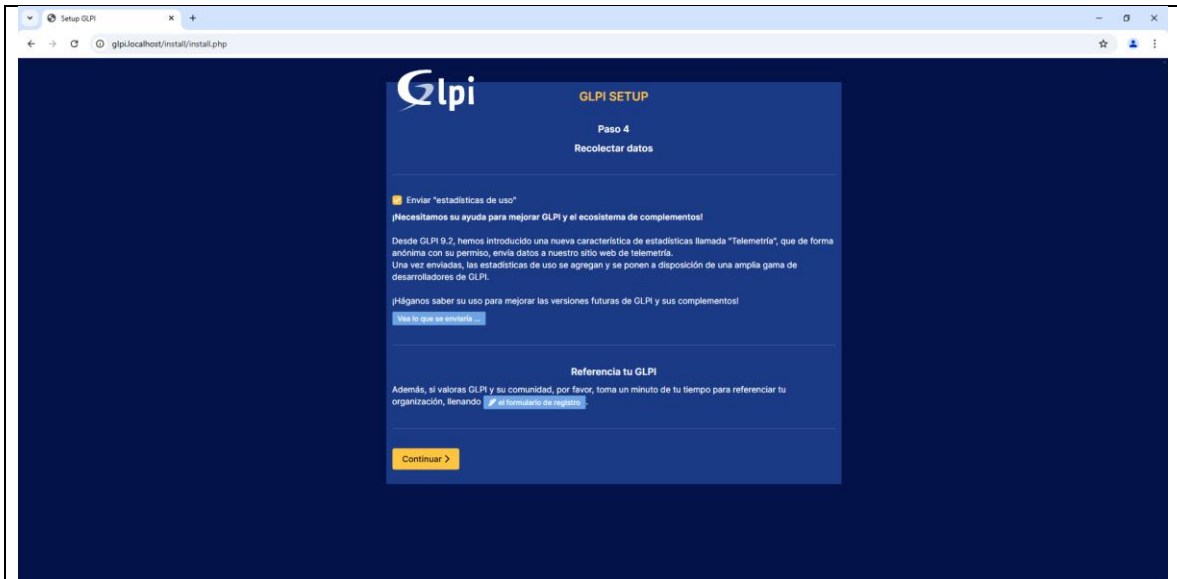 Setup GLPI
glpi.localhost/install/install.php
Glpi
GLPI SETUP
Paso 4
Recolectar datos
Enviar "estadísticas de uso"
¡Necesitamos su ayuda para mejorar GLPI y el ecosistema de complementos!
Desde GLPI 9.2, hemos introducido una nueva característica de estadísticas llamada "Telemetría", que de forma
anónima con su permiso, envía datos a nuestro sitio web de telemetría.
Una vez enviadas, las estadísticas de uso se agregan y se ponen a disposición de una amplia gama de
desarrolladores de GLPI.
¡Háganos saber su uso para mejorar las versiones futuras de GLPI y sus complementos!
Vea lo que se enviaría ...
Referencia tu GLPI
Además, si valoras GLPI y su comunidad, por favor, toma un minuto de tu tiempo para referenciar tu
organización, llenando el formulario de registro.
Continuar >